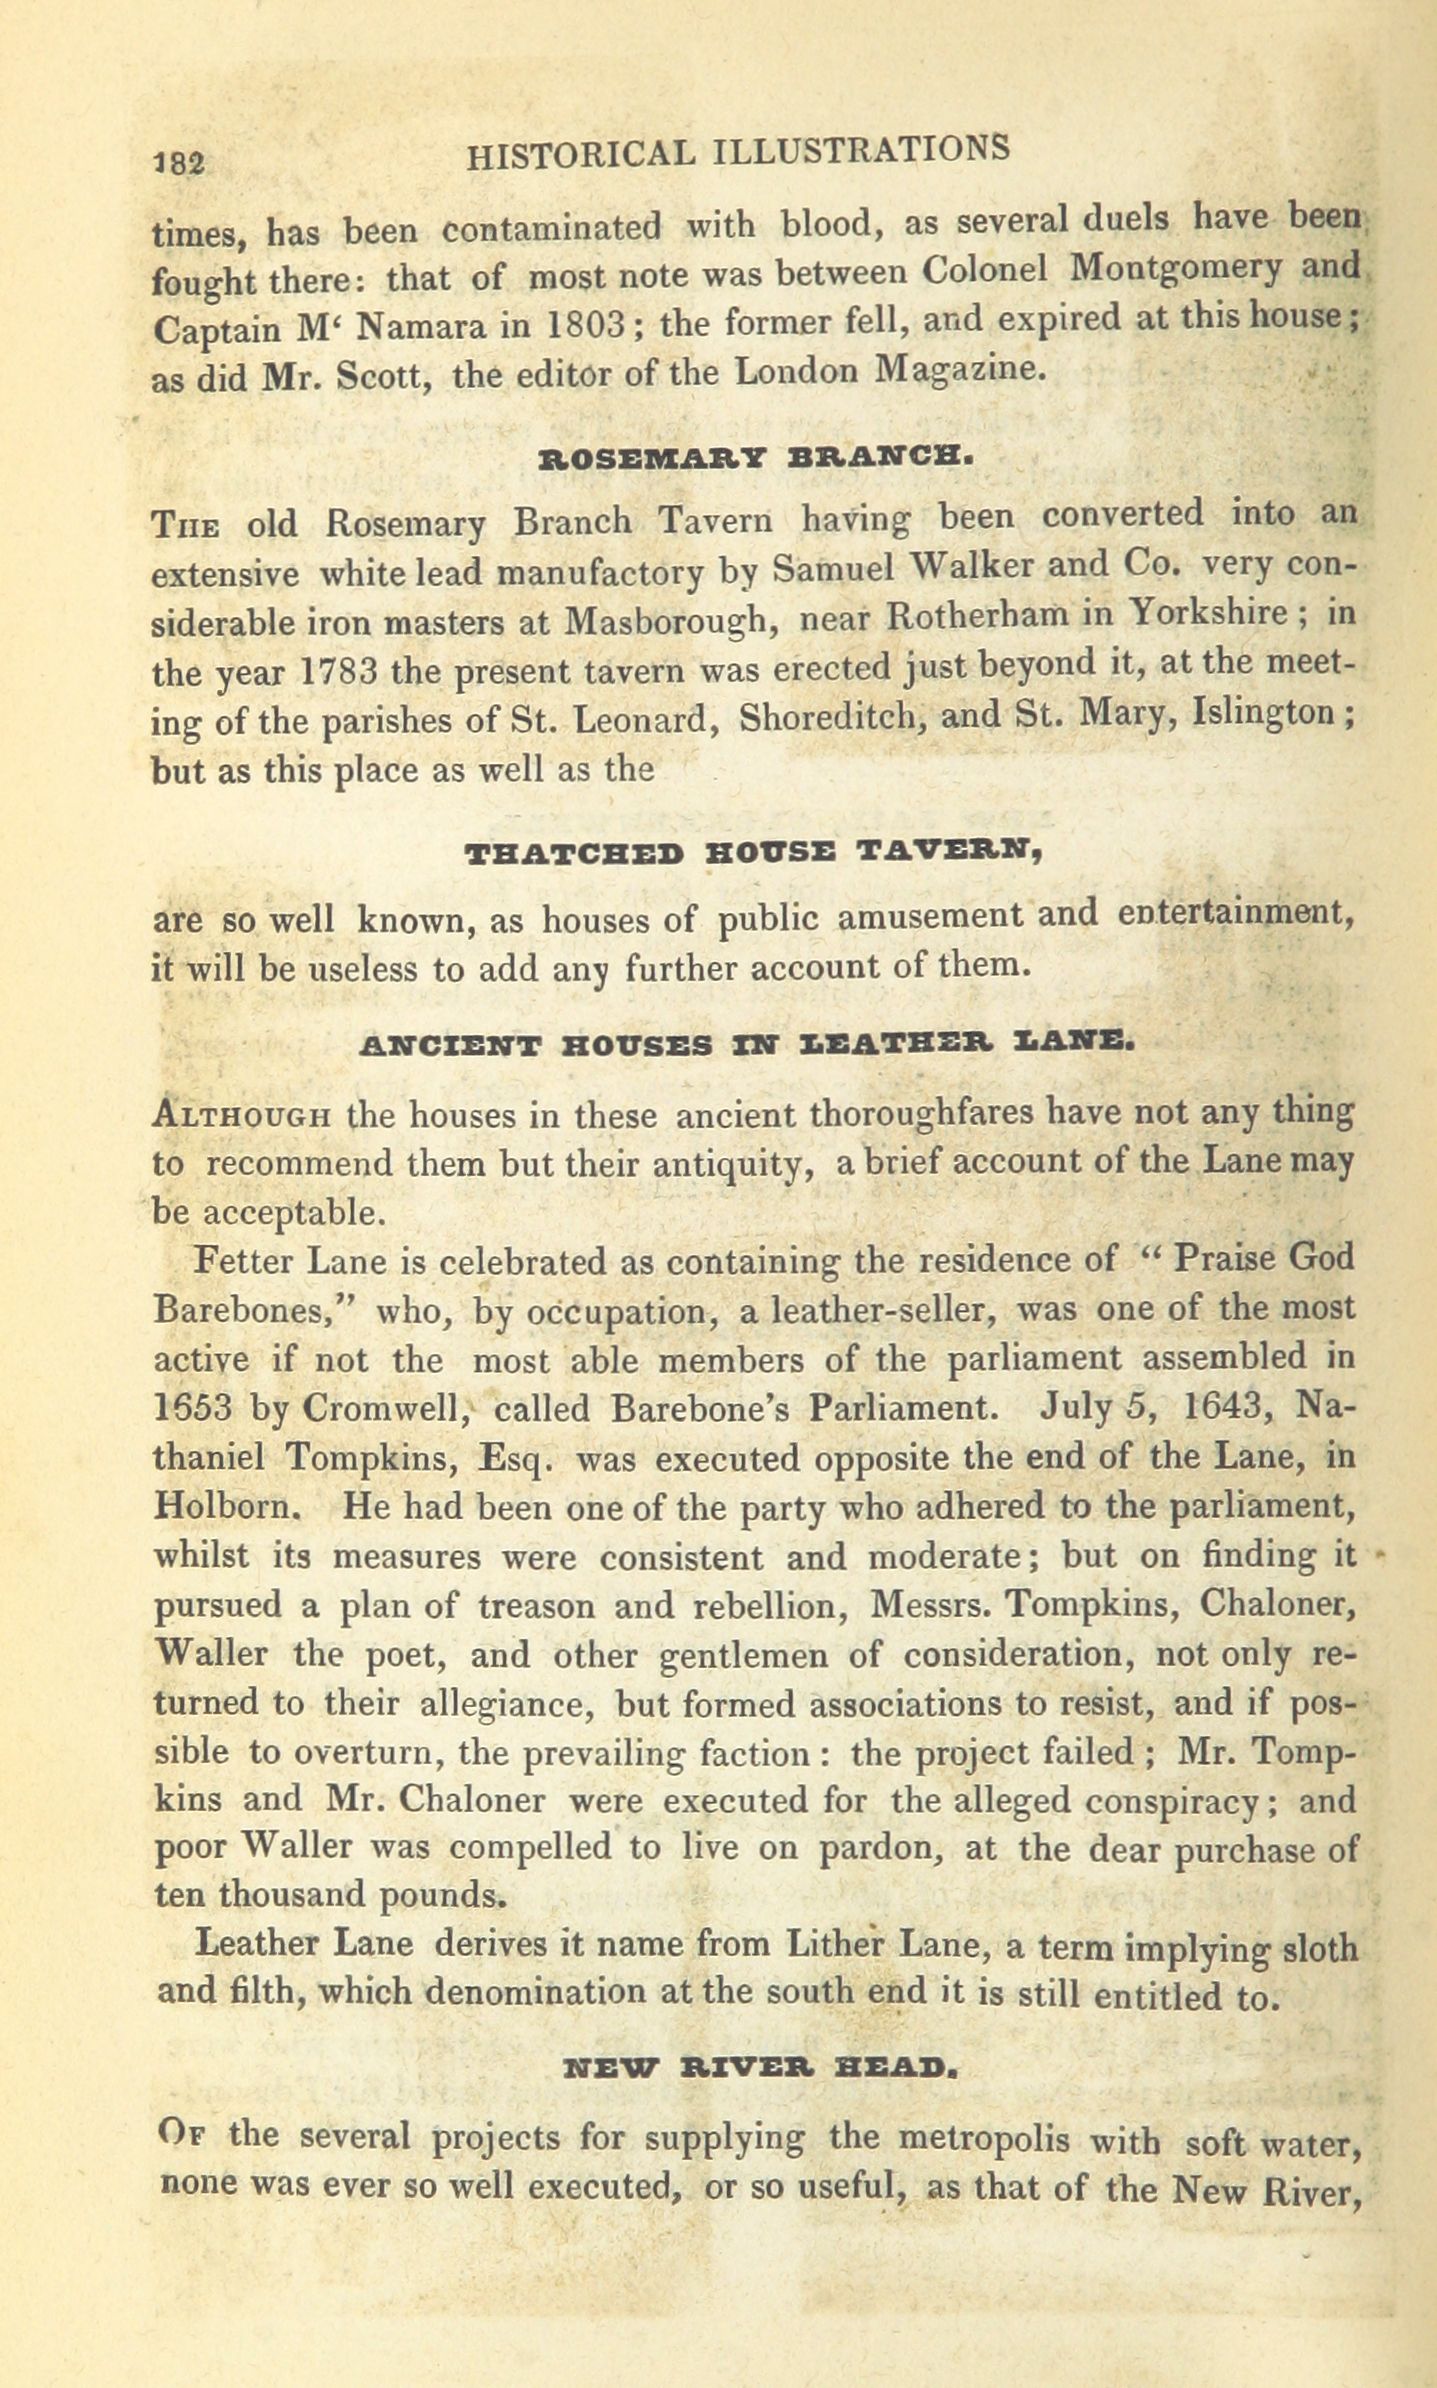 182 HISTORICAL ILLUSTRATIONS
times, has been contaminated with blood, as several duels have been
fought there: that of most note was between Colonel Montgomery and
Captain M‘ Namara in 1803; the former fell, and expired at this house;
as did Mr. Scott, the editor of the London Magazine.
ROSEMARY BRANCH.
THE old Rosemary Branch Tavern having been converted into an
extensive white lead manufactory by Samuel Walker and Co. very con-
siderable iron masters at Masborough, near Rotherham in Yorkshire; in
the year 1783 the present tavern was erected just beyond it, at the meet-
ing of the parishes of St. Leonard, Shoreditch, and St. Mary, Islington;
but as this place as well as the
THATCHED HOUSE TAVERN,
are so well known, as houses of public amusement and entertainment,
it will be useless to add any further account of them.
ANCIENT HOUSES IN LEATHER LANE.
ALTHOUGH the houses in these ancient thoroughfares have not any thing
to recommend them but their antiquity, a brief account of the Lane may
be acceptable.
Fetter Lane is celebrated as containing the residence of “ Praise God
Barebones,” who, by occupation, a leather-seller, was one of the most
active if not the most able members of the parliament assembled in
1653 by Cromwell, called Barebone's Parliament. July 5, 1643, Na-
thaniel Tompkins, Esq. was executed opposite the end of the Lane, in
Holborn. He had been one of the party who adhered to the parliament,
whilst its measures were consistent and moderate; but on finding it
pursued a plan of treason and rebellion, Messrs. Tompkins, Chaloner,
Waller the poet, and other gentlemen of consideration, not only re-
turned to their allegiance, but formed associations to resist, and if pos-
sible to overturn, the prevailing faction : the project failed ; Mr. Tomp-
kins and Mr. Chaloner were executed for the alleged conspiracy; and
poor Waller was compelled to live on pardon, at the dear purchase of
ten thousand pounds.
Leather Lane derives it name from Lither Lane, a term implying sloth
and filth, which denomination at the south end it is still entitled to.
NEW RIVER HEAD.
OF the several projects for supplying the metropolis with soft water,
none was ever so well executed, or so useful, as that of the New River,